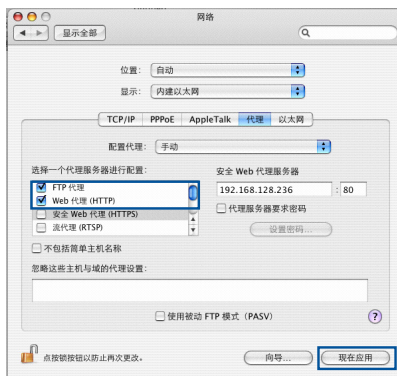 网络
显示全部
位置: 自动
显示: 内建以太网
TCP/IP PPPoE AppleTalk 代理 以太网
配置代理: 手动
选择一个代理服务器进行配置:
安全 Web 代理服务器
FTP 代理
Web 代理 (HTTP)
安全 Web 代理 (HTTPS)
流代理 (RTSP)
192.168.128.236 : 80
代理服务器要求密码
设置密码...
不包括简单主机名称
忽略这些主机与域的代理设置:
使用被动 FTP 模式（PASV）
?
点按锁按钮以防止再次更改。
向导...
现在应用